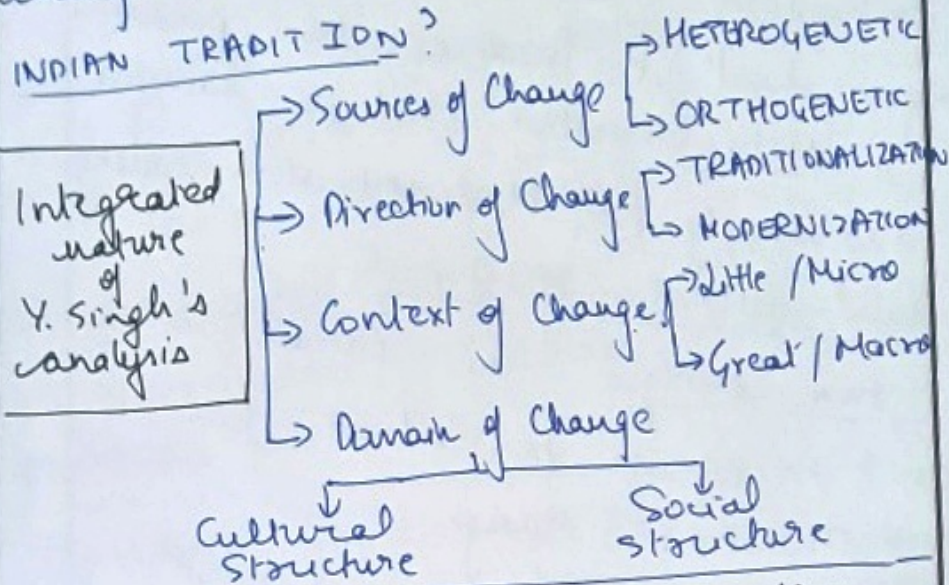 INDIAN TRADITION?
Sources of Change
HETEROGENETIC
ORTHOGENETIC
Integrated
nature
of
Y. Singh's
analysis
Direction of Change
TRADITIONALIZATION
MODERNIZATION
Context of Change
Little / Micro
Great / Macro
Domain of Change
Cultural
Structure
Social
structure